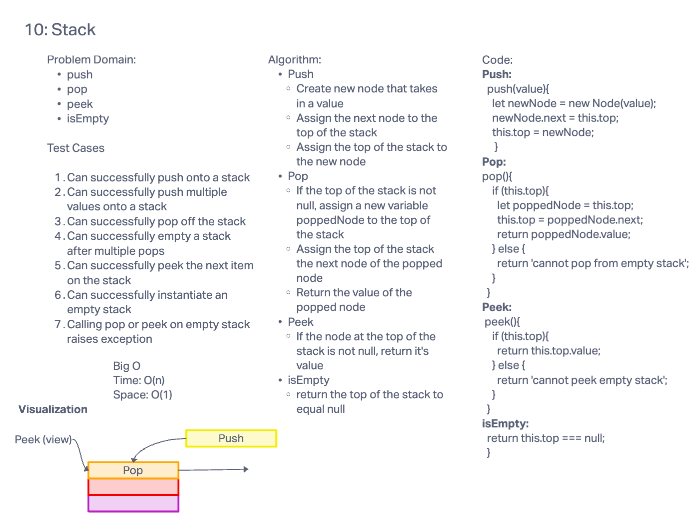 10: Stack
Problem Domain:
• push
• pop
• peek
• isEmpty
Test Cases
1. Can successfully push onto a stack
2. Can successfully push multiple
values onto a stack
3. Can successfully pop off the stack
4. Can successfully empty a stack
after multiple pops
5. Can successfully peek the next item
on the stack
6. Can successfully instantiate an
empty stack
7. Calling pop or peek on empty stack
raises exception
Big O
Time: O(n)
Space: O(1)
Algorithm:
• Push
◦ Create new node that takes
in a value
◦ Assign the next node to the
top of the stack
◦ Assign the top of the stack to
the new node
• Pop
◦ If the top of the stack is not
null, assign a new variable
poppedNode to the top of
the stack
◦ Assign the top of the stack
the next node of the popped
node
◦ Return the value of the
popped node
• Peek
◦ If the node at the top of the
stack is not null, return it's
value
• isEmpty
◦ return the top of the stack to
equal null
Code:
Push:
push(value){
let newNode = new Node(value);
newNode.next = this.top;
this.top = newNode;
}
Pop:
pop(){
if (this.top){
let poppedNode = this.top;
this.top = poppedNode.next;
return poppedNode.value;
} else {
return 'cannot pop from empty stack';
}
}
Peek:
peek(){
if (this.top){
return this.top.value;
} else {
return 'cannot peek empty stack';
}
}
isEmpty:
return this.top === null;
}
Visualization
Peek (view)
Push
Pop